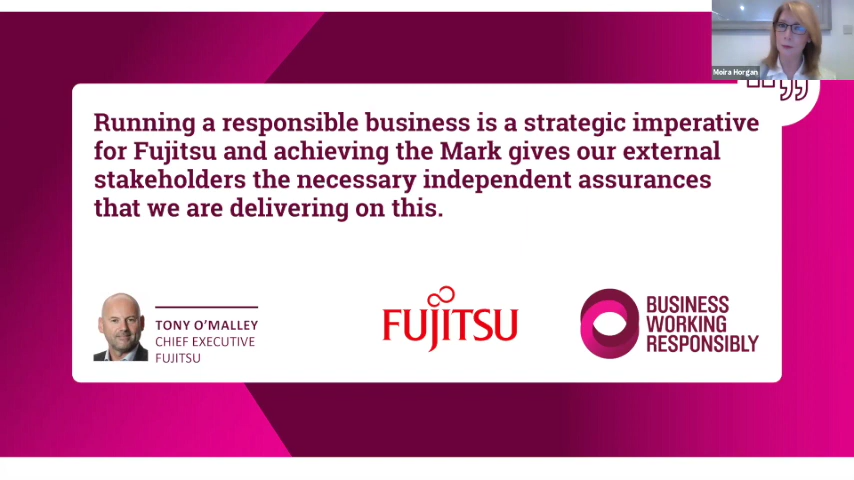 Moira Horgan
Running a responsible business is a strategic imperative
for Fujitsu and achieving the Mark gives our external
stakeholders the necessary independent assurances
that we are delivering on this.
TONY O'MALLEY
CHIEF EXECUTIVE
FUJITSU
FUJITSU
BUSINESS
WORKING
RESPONSIBLY